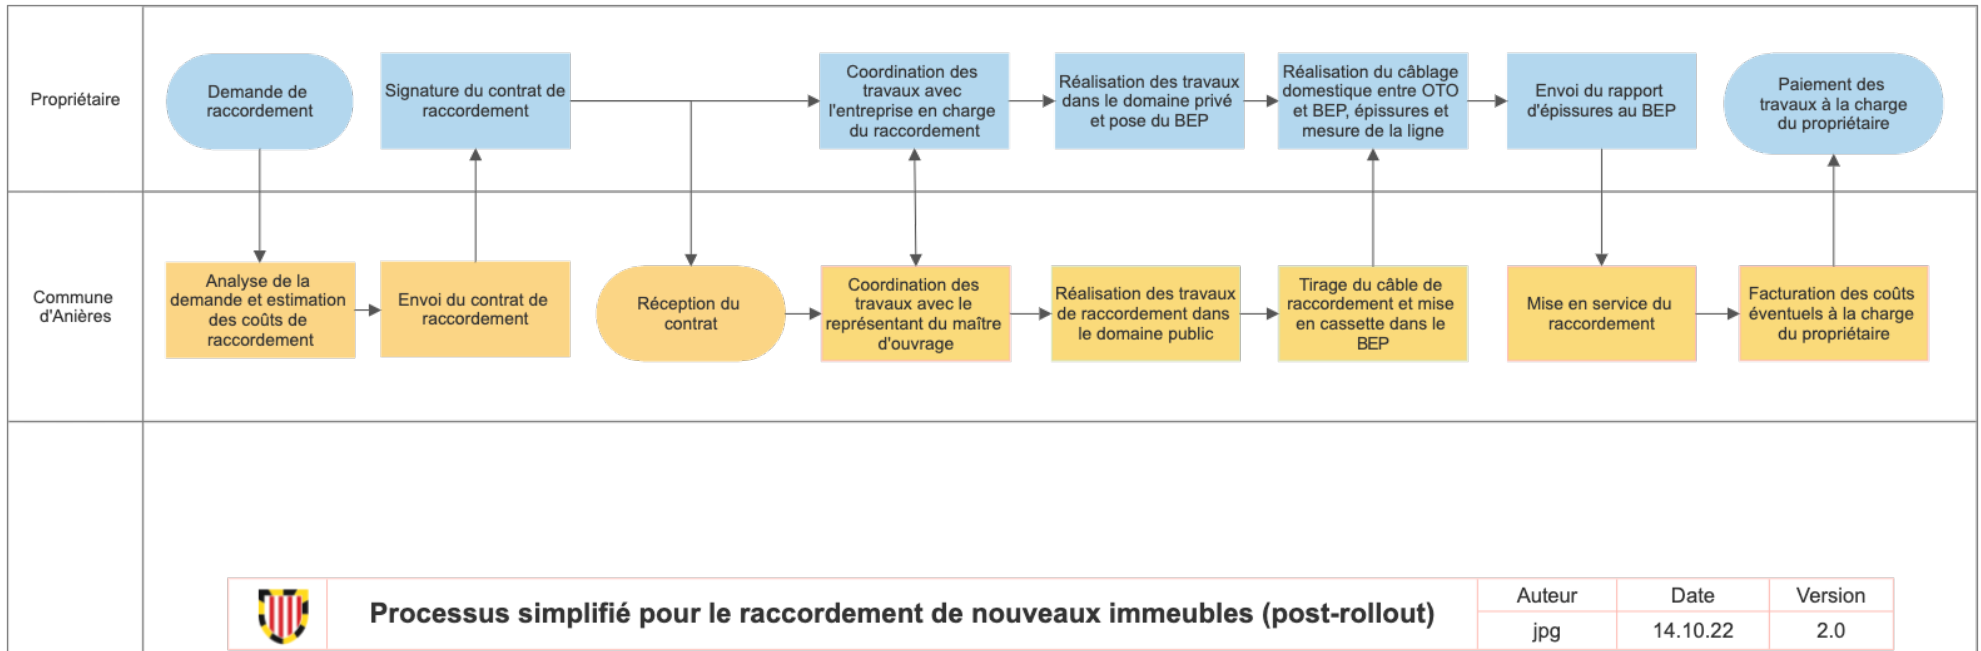 Propriétaire
Demande de
raccordement
Signature du contrat de
raccordement
Coordination des
travaux avec
l'entreprise en charge
du raccordement
Réalisation des travaux
dans le domaine privé
et pose du BEP
Réalisation du câblage
domestique entre OTO
et BEP, épissures et
mesure de la ligne
Envoi du rapport
d'épissures au BEP
Paiement des
travaux à la charge
du propriétaire
Commune
d'Anières
Analyse de la
demande et estimation
des coûts de
raccordement
Envoi du contrat de
raccordement
Réception du
contrat
Coordination des
travaux avec le
représentant du maître
d'ouvrage
Réalisation des travaux
de raccordement dans
le domaine public
Tirage du câble de
raccordement et mise
en cassette dans le
BEP
Mise en service du
raccordement
Facturation des coûts
éventuels à la charge
du propriétaire
Processus simplifié pour le raccordement de nouveaux immeubles (post-rollout)
Auteur
Date
Version
jpg
14.10.22
2.0